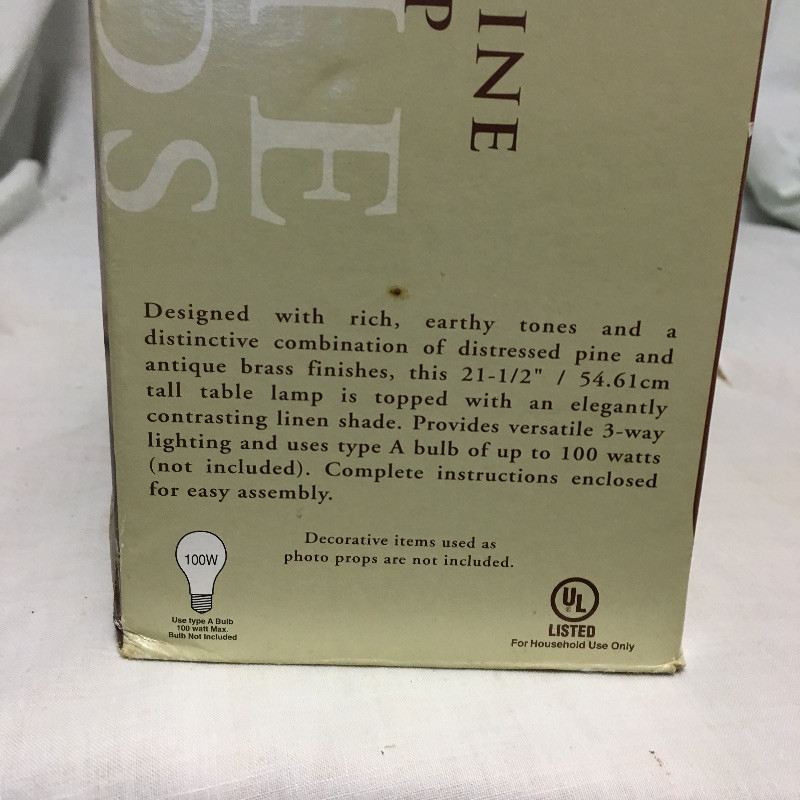 INE
P
E
OS
Designed with rich, earthy tones and a
distinctive combination of distressed pine and
antique brass finishes, this 21-1/2" / 54.61cm
tall table lamp is topped with an elegantly
contrasting linen shade. Provides versatile 3-way
lighting and uses type A bulb of up to 100 watts
(not included). Complete instructions enclosed
for easy assembly.
100W
Use type A Bulb
100 watt Max.
Bulb Not Included
Decorative items used as
photo props are not included.
UL
LISTED
For Household Use Only